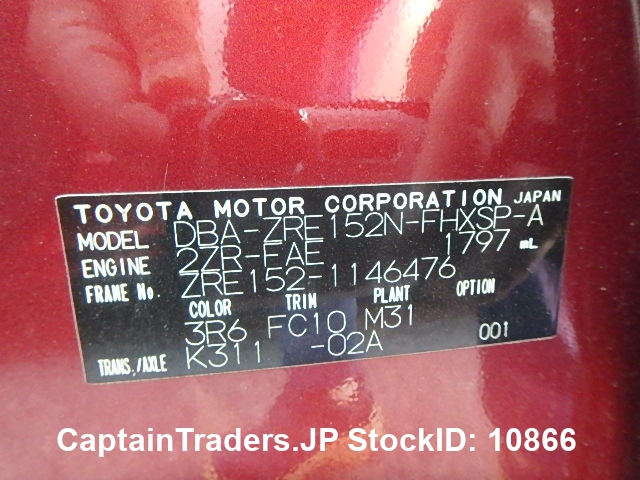 TOYOTA MOTOR CORPORATION JAPAN
MODEL DBA-ZRE152N-FHXSP-A
ENGINE 2ZR-FAE 1797 mL
FRAME No. ZRE152-1146476
COLOR TRIM PLANT OPTION
3R6 FC10 M31
TRANS./AXLE K311 -02A 001
CaptainTraders.JP StockID: 10866